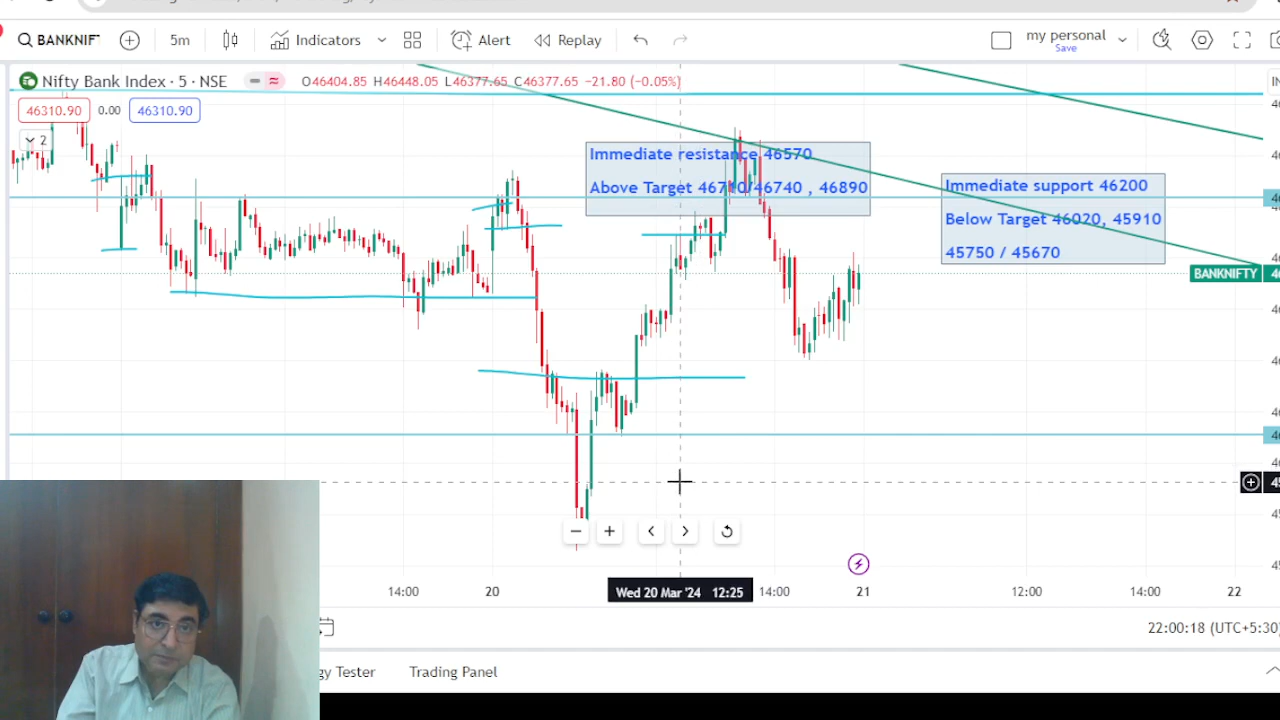 BANKNIF
5m
Indicators
Alert
Replay
my personal
Save
Nifty Bank Index · 5 · NSE
O46404.85 H46448.05 L46377.65 C46377.65 −21.80 (−0.05%)
46310.90 0.00 46310.90
2
Immediate resistance 46570
Above Target 46710/46740 , 46890
Immediate support 46200
Below Target 46020, 45910
45750 / 45670
BANKNIFTY
14:00
20
Wed 20 Mar '24 12:25
14:00
21
12:00
14:00
22
22:00:18 (UTC+5:30)
gy Tester
Trading Panel